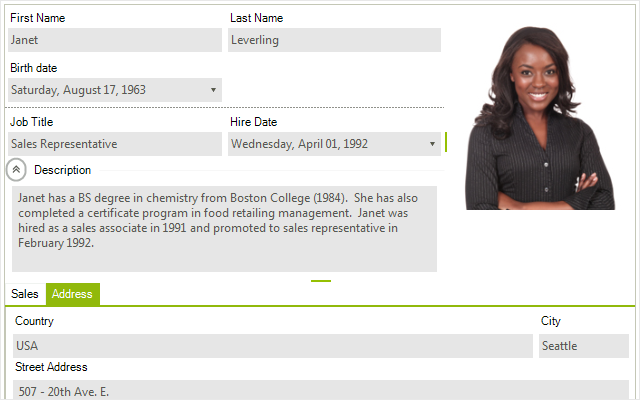 First Name
Last Name
Janet
Leverling
Birth date
Saturday, August 17, 1963
Job Title
Hire Date
Sales Representative
Wednesday, April 01, 1992
Description
Janet has a BS degree in chemistry from Boston College (1984).  She has also
completed a certificate program in food retailing management.  Janet was
hired as a sales associate in 1991 and promoted to sales representative in
February 1992.
Sales
Address
Country
City
USA
Seattle
Street Address
507 - 20th Ave. E.